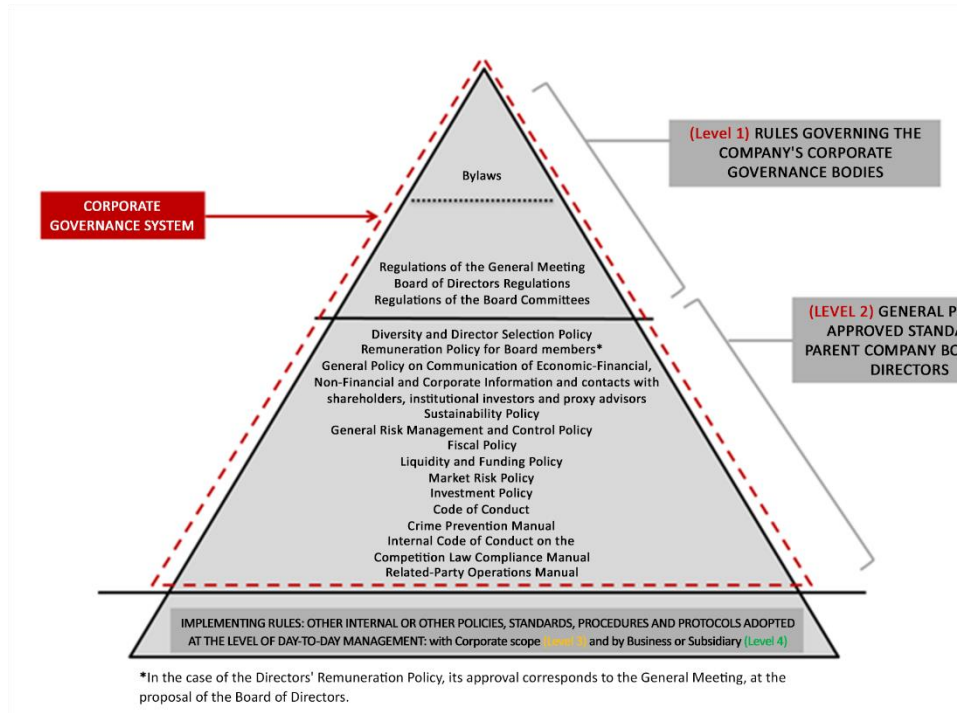 (Level 1) RULES GOVERNING THE
COMPANY'S CORPORATE
GOVERNANCE BODIES
Bylaws
CORPORATE
GOVERNANCE SYSTEM
Regulations of the General Meeting
Board of Directors Regulations
Regulations of the Board Committees
(LEVEL 2) GENERAL
APPROVED
PARENT COMPANY
DIRECTORS
Diversity and Director Selection Policy
Remuneration Policy for Board members*
General Policy on Communication of Economic-Financial,
Non-Financial and Corporate Information and contacts with
shareholders, institutional investors and proxy advisors
Sustainability Policy
General Risk Management and Control Policy
Fiscal Policy
Liquidity and Funding Policy
Market Risk Policy
Investment Policy
Code of Conduct
Crime Prevention Manual
Internal Code of Conduct on the
Competition Law Compliance Manual
Related-Party Operations Manual
IMPLEMENTING RULES: OTHER INTERNAL OR OTHER POLICIES, STANDARDS, PROCEDURES AND PROTOCOLS ADOPTED
AT THE LEVEL OF DAY-TO-DAY MANAGEMENT: with Corporate scope (Level 3) and by Business or Subsidiary (Level 4)
*In the case of the Directors' Remuneration Policy, its approval corresponds to the General Meeting, at the
proposal of the Board of Directors.